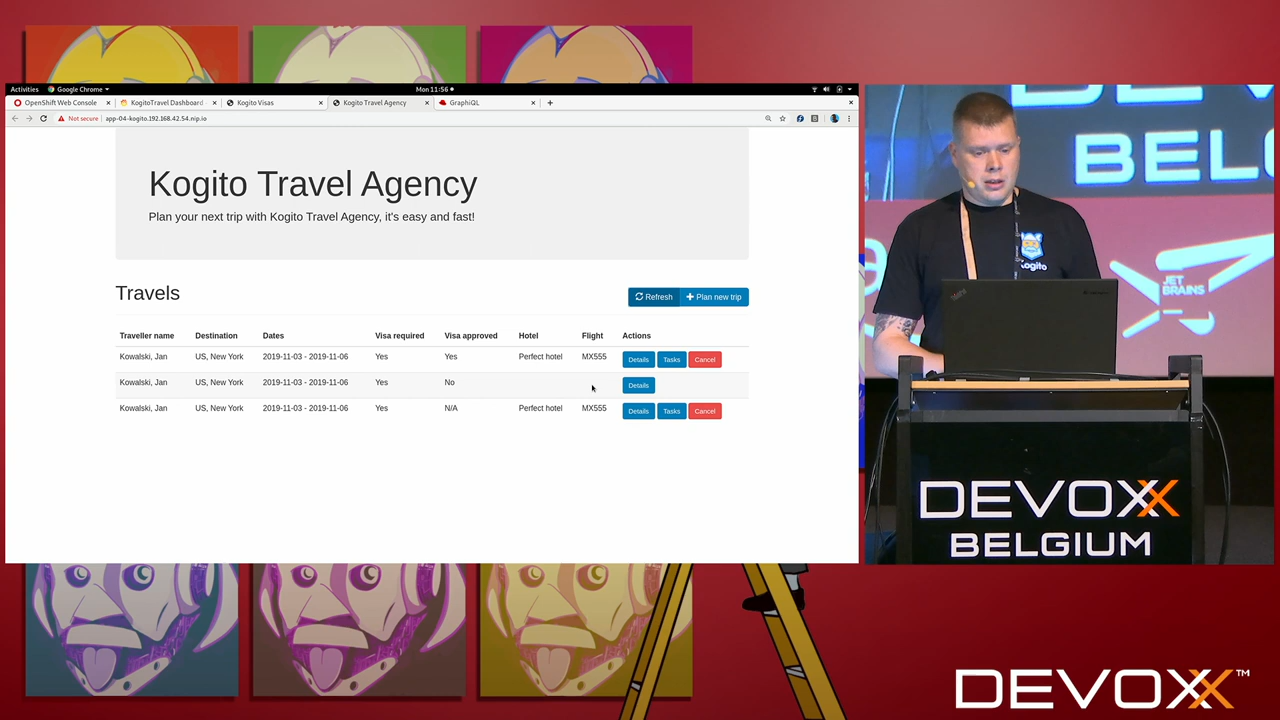 Activities Google Chrome Mon 11:56
OpenShift Web Console KogitoTravel Dashboard Kogito Visas Kogito Travel Agency GraphiQL
Not secure app-04-kogito.192.168.42.54.nip.io
Kogito Travel Agency
Plan your next trip with Kogito Travel Agency, it's easy and fast!
Travels
Refresh Plan new trip
Traveller name Destination Dates Visa required Visa approved Hotel Flight Actions
Kowalski, Jan US, New York 2019-11-03 - 2019-11-06 Yes Yes Perfect hotel MX555 Details Tasks Cancel
Kowalski, Jan US, New York 2019-11-03 - 2019-11-06 Yes No Details
Kowalski, Jan US, New York 2019-11-03 - 2019-11-06 Yes N/A Perfect hotel MX555 Details Tasks Cancel
BEL
JET
BRAINS
Kogito
DEVOXX
BELGIUM
DEVOXX™